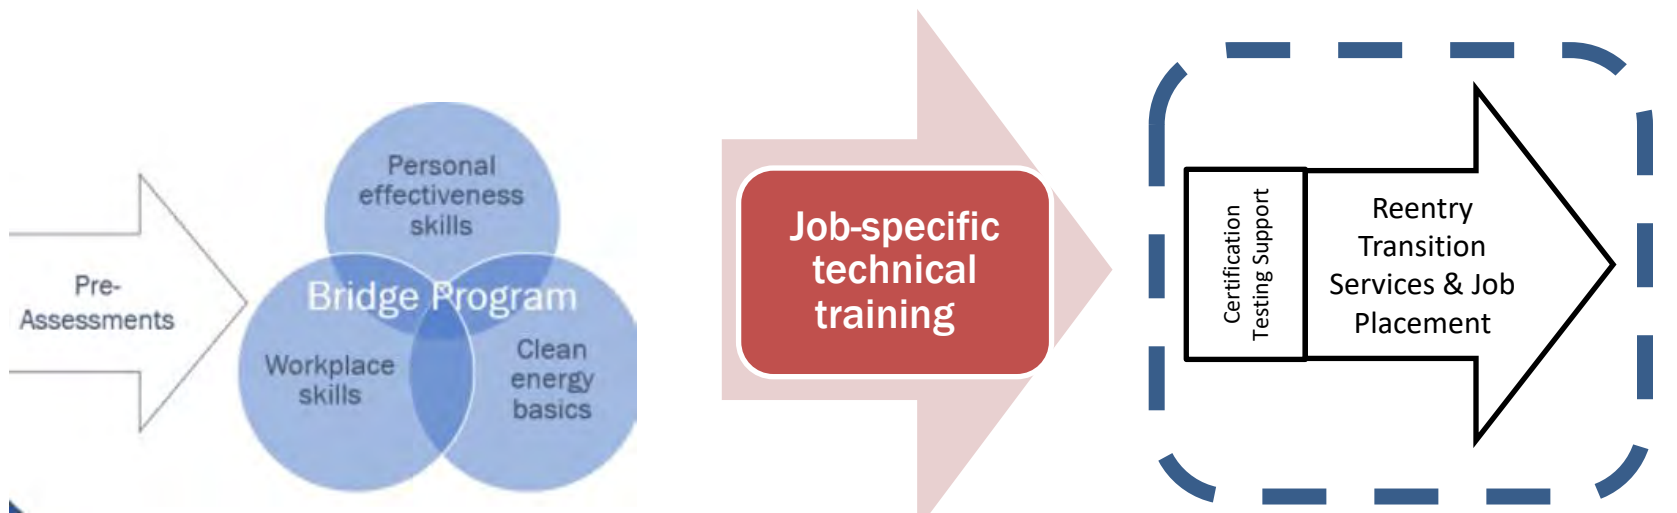 Pre-
Assessments
Personal
effectiveness
skills
Bridge Program
Workplace
skills
Clean
energy
basics
Job-specific
technical
training
Certification
Testing Support
Reentry
Transition
Services & Job
Placement